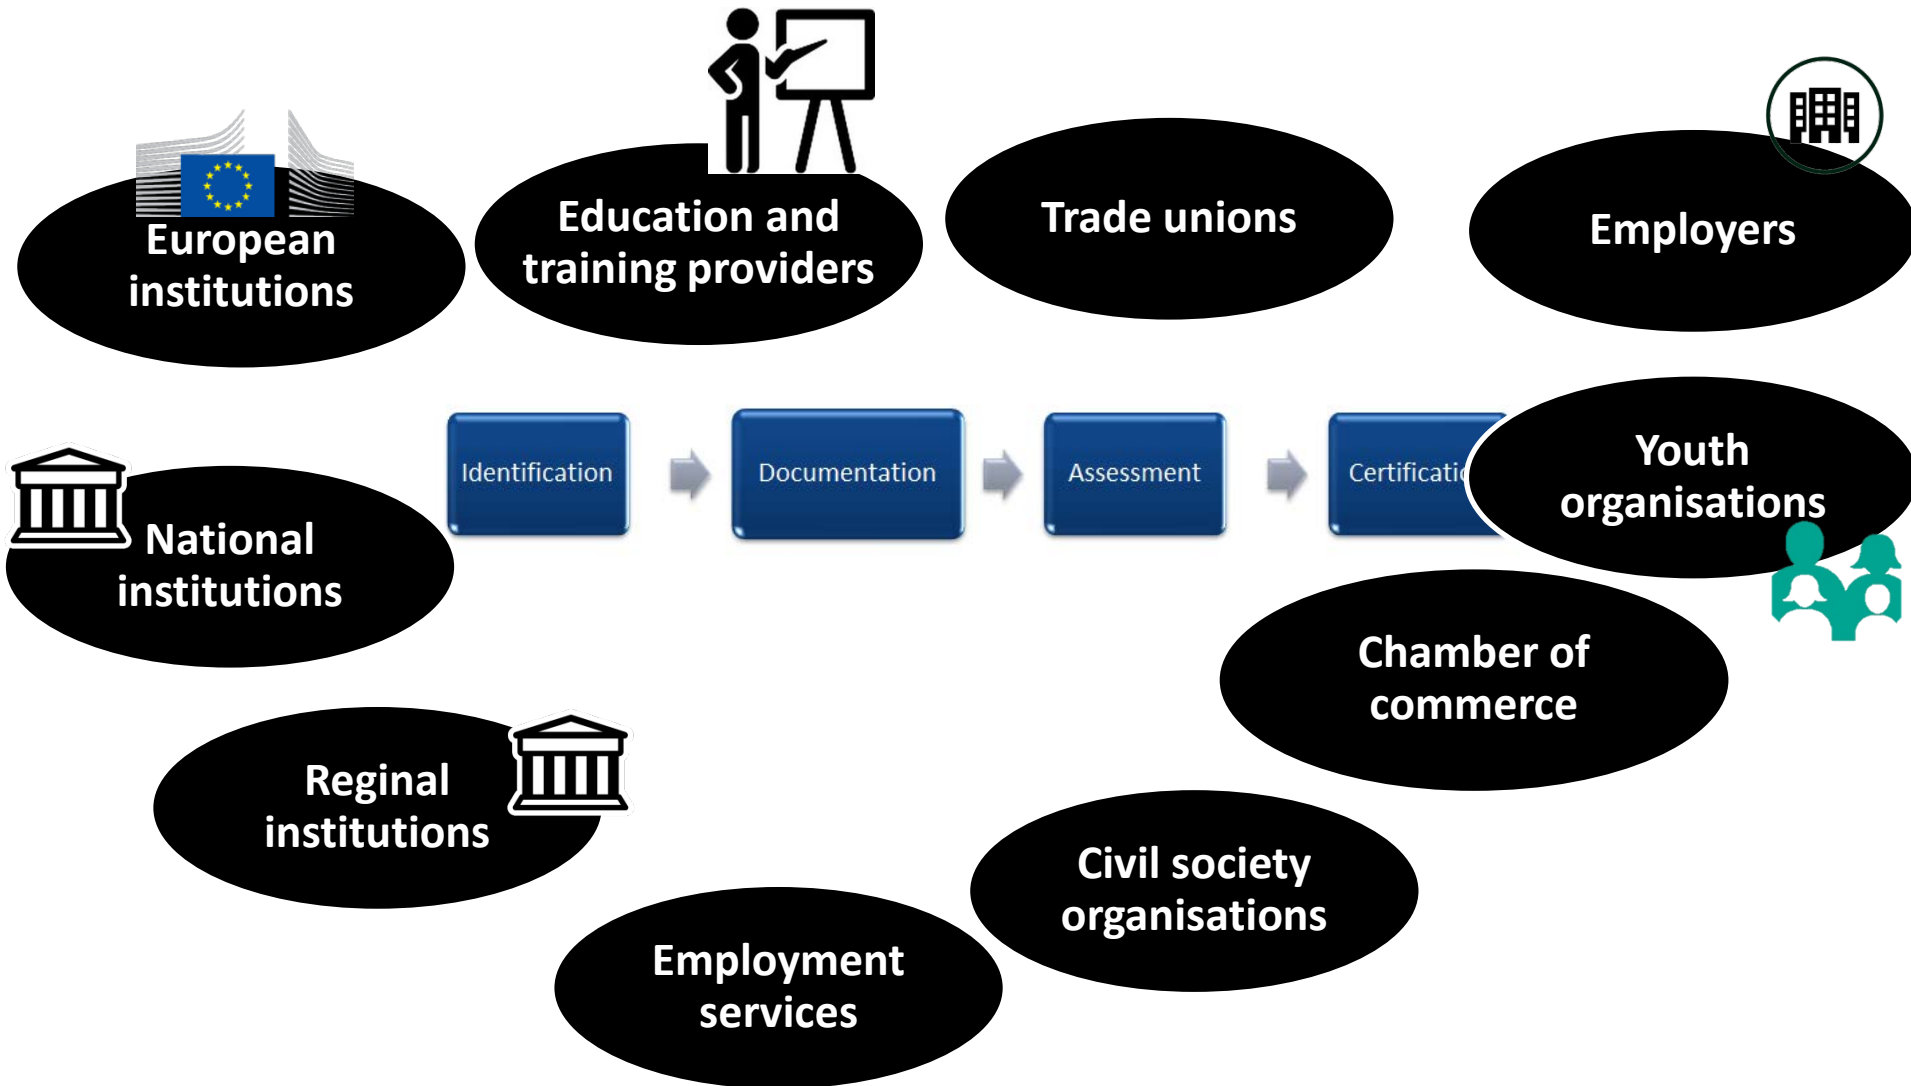 European
institutions
Education and
training providers
Trade unions
Employers
Identification
Documentation
Assessment
Certificatio
Youth
organisations
National
institutions
Chamber of
commerce
Reginal
institutions
Civil society
organisations
Employment
services